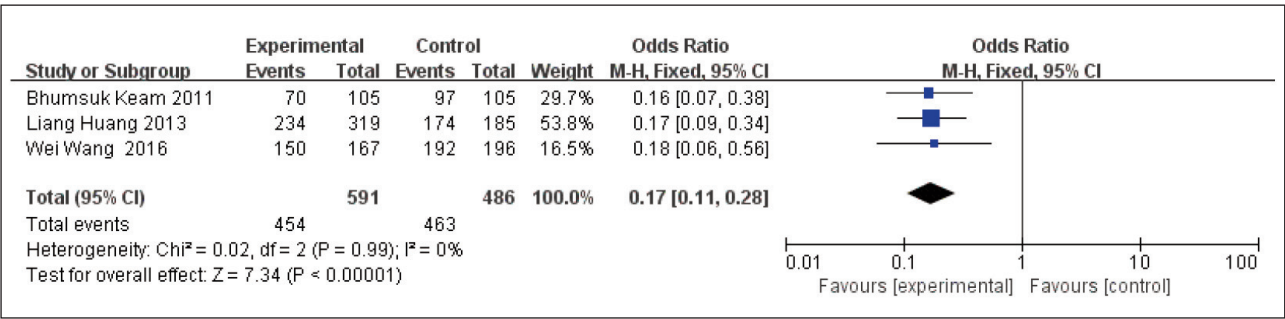 Experimental Control Odds Ratio Odds Ratio
Study or Subgroup Events Total Events Total Weight M-H, Fixed, 95% CI M-H, Fixed, 95% CI
Bhumsuk Keam 2011 70 105 97 105 29.7% 0.16 [0.07, 0.38]
Liang Huang 2013 234 319 174 185 53.8% 0.17 [0.09, 0.34]
Wei Wang 2016 150 167 192 196 16.5% 0.18 [0.06, 0.56]
Total (95% CI) 591 486 100.0% 0.17 [0.11, 0.28]
Total events 454 463
Heterogeneity: Chi² = 0.02, df = 2 (P = 0.99); I² = 0%
Test for overall effect: Z = 7.34 (P < 0.00001)
0.01 0.1 1 10 100
Favours [experimental] Favours [control]